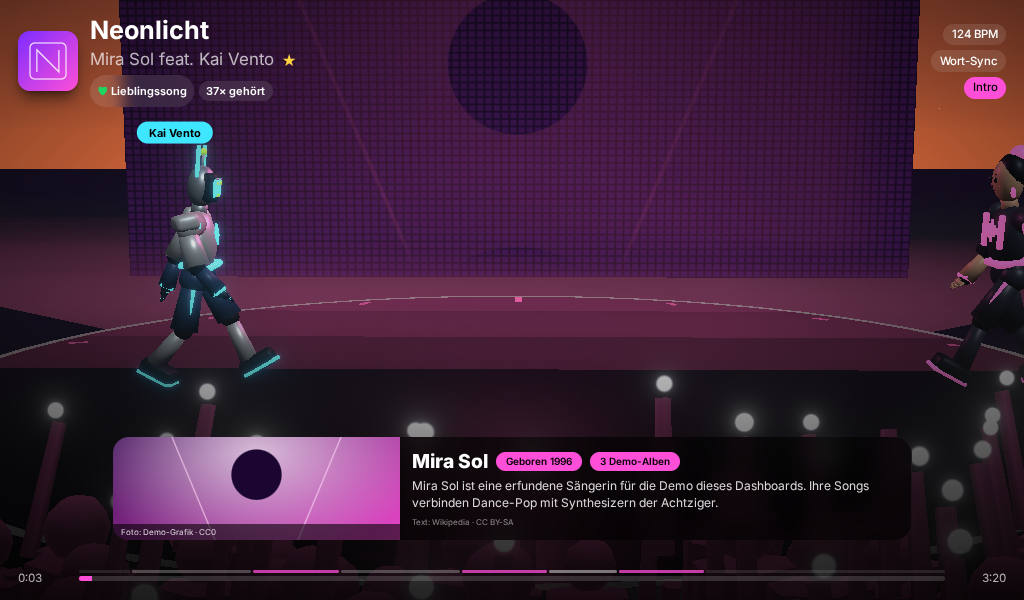 Neonlicht
Mira Sol feat. Kai Vento ★
Lieblingssong
37× gehört
124 BPM
Wort-Sync
Intro
Kai Vento
M
Mira Sol
Geboren 1996
3 Demo-Alben
Mira Sol ist eine erfundene Sängerin für die Demo dieses Dashboards. Ihre Songs
verbinden Dance-Pop mit Synthesizern der Achtziger.
Text: Wikipedia · CC BY-SA
Foto: Demo-Grafik · CC0
0:03
3:20